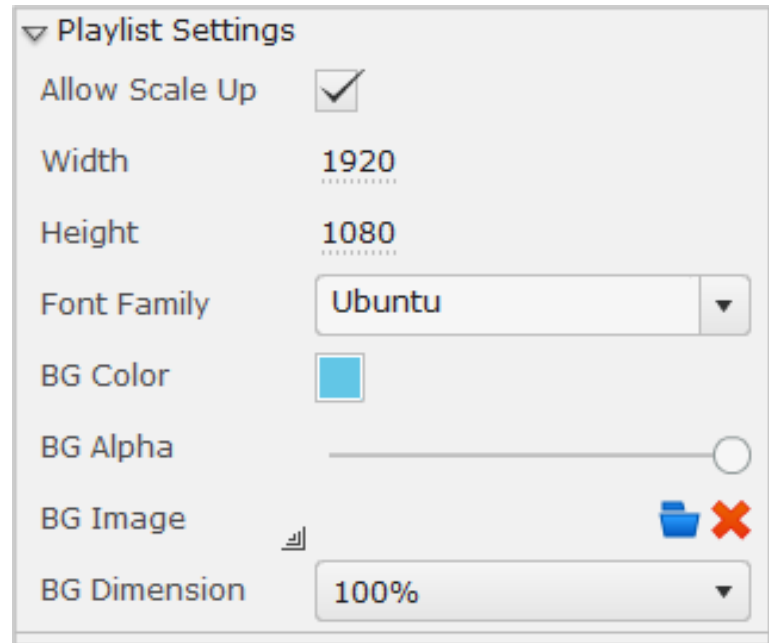 Playlist Settings
Allow Scale Up
Width 1920
Height 1080
Font Family Ubuntu
BG Color
BG Alpha
BG Image
BG Dimension 100%